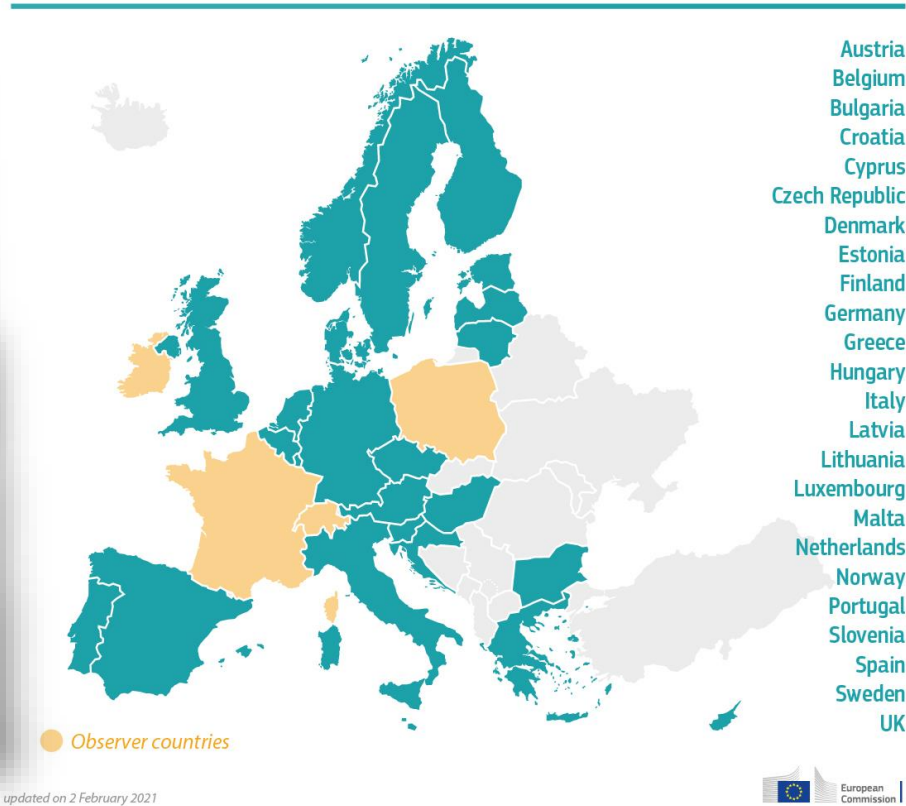 Austria
Belgium
Bulgaria
Croatia
Cyprus
Czech Republic
Denmark
Estonia
Finland
Germany
Greece
Hungary
Italy
Latvia
Lithuania
Luxembourg
Malta
Netherlands
Norway
Portugal
Slovenia
Spain
Sweden
UK
Observer countries
updated on 2 February 2021
European
Commission